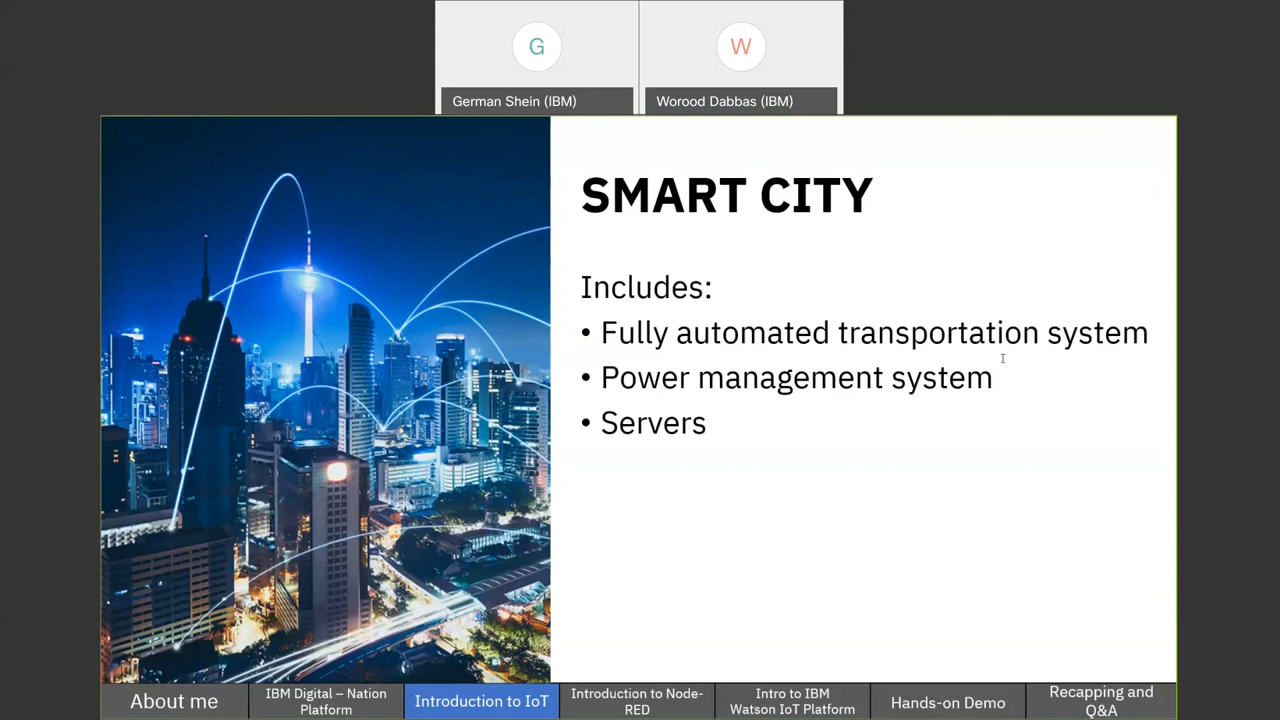 G
W
German Shein (IBM)
Worood Dabbas (IBM)
SMART CITY
Includes:
• Fully automated transportation system
• Power management system
• Servers
About me
IBM Digital – Nation
Platform
Introduction to IoT
Introduction to Node-
RED
Intro to IBM
Watson IoT Platform
Hands-on Demo
Recapping and
Q&A